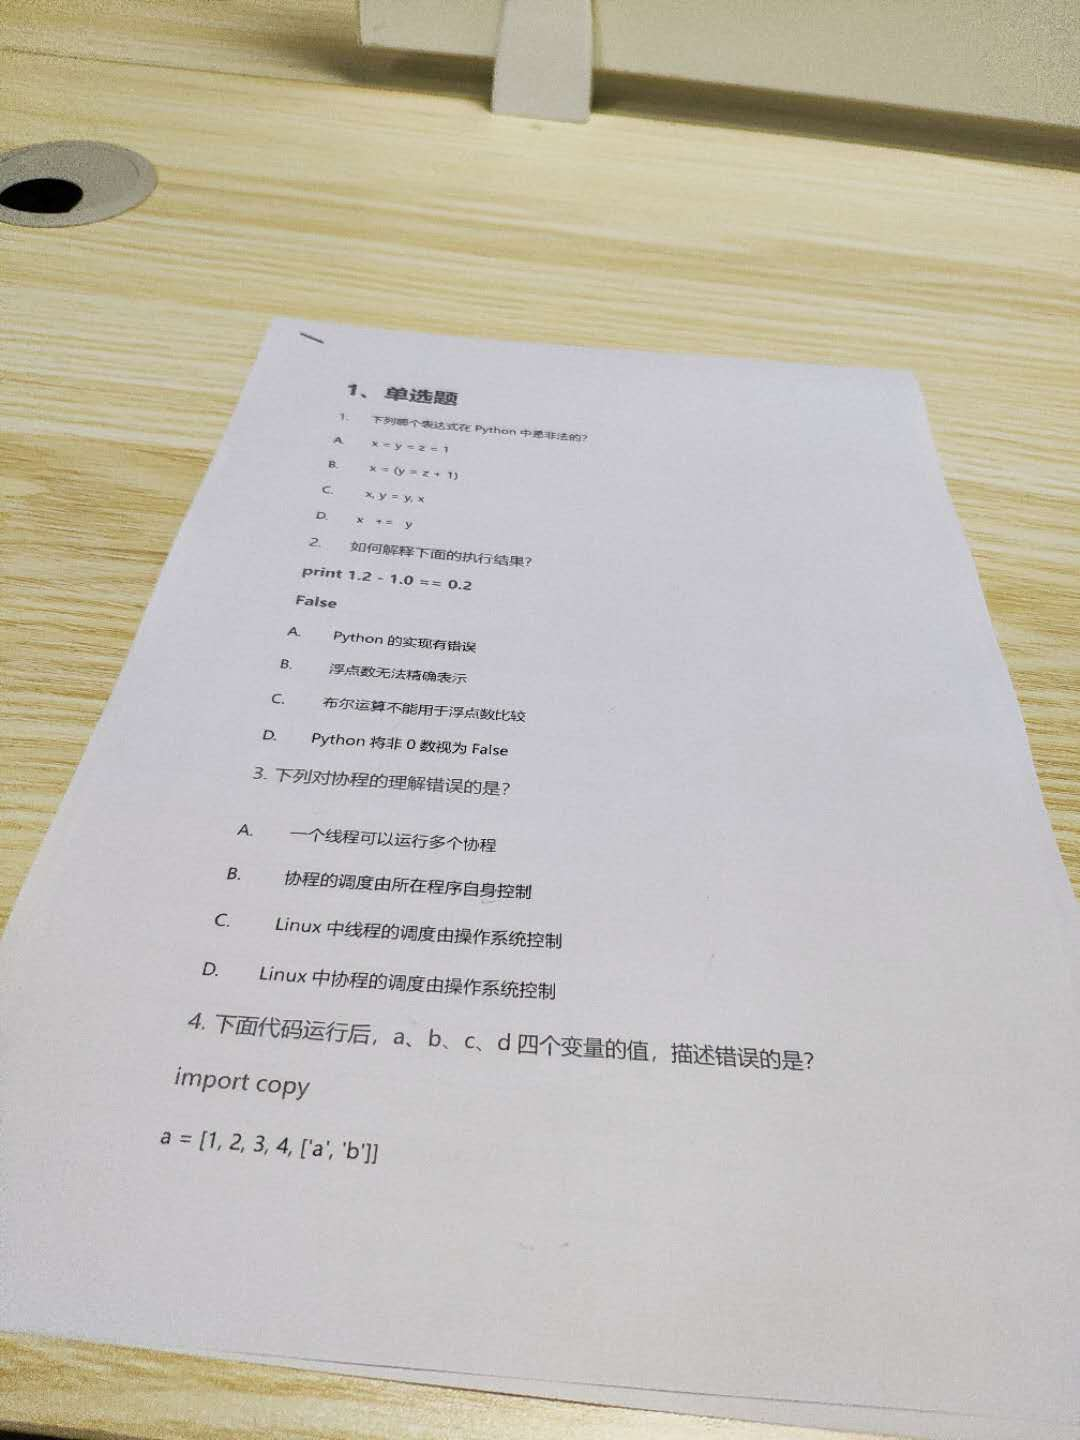 1、 单选题
1. 下列哪个表达式在 Python 中是非法的?
A. x = y = z = 1
B. x = (y = z + 1)
C. x, y = y, x
D. x += y
2. 如何解释下面的执行结果?
print 1.2 - 1.0 == 0.2
False
A. Python 的实现有错误
B. 浮点数无法精确表示
C. 布尔运算不能用于浮点数比较
D. Python 将非 0 数视为 False
3. 下列对协程的理解错误的是?
A. 一个线程可以运行多个协程
B. 协程的调度由所在程序自身控制
C. Linux 中线程的调度由操作系统控制
D. Linux 中协程的调度由操作系统控制
4. 下面代码运行后，a、b、c、d 四个变量的值，描述错误的是?
import copy
a = [1, 2, 3, 4, ['a', 'b']]